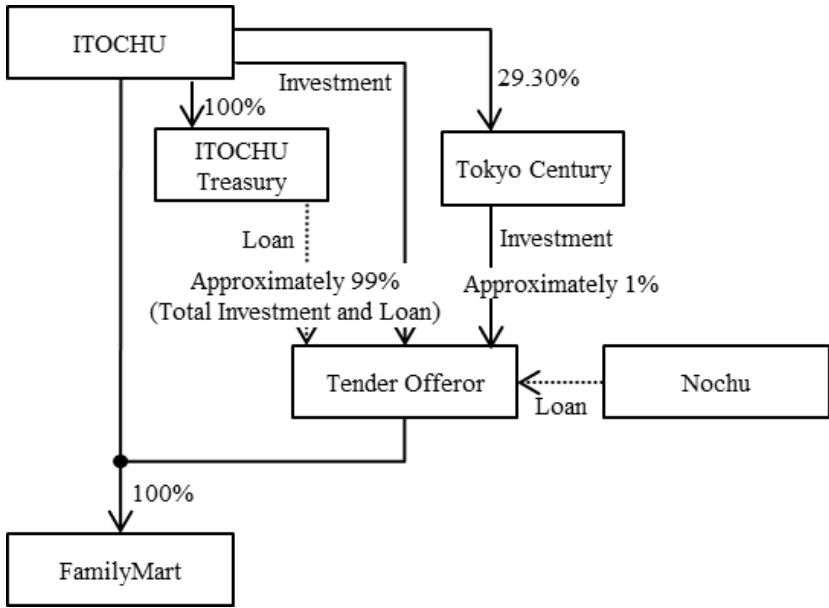 ITOCHU
Investment
29.30%
100%
ITOCHU
Treasury
Tokyo Century
Loan
Investment
Approximately 99%
(Total Investment and Loan)
Approximately 1%
Tender Offeror
Nochu
Loan
100%
FamilyMart